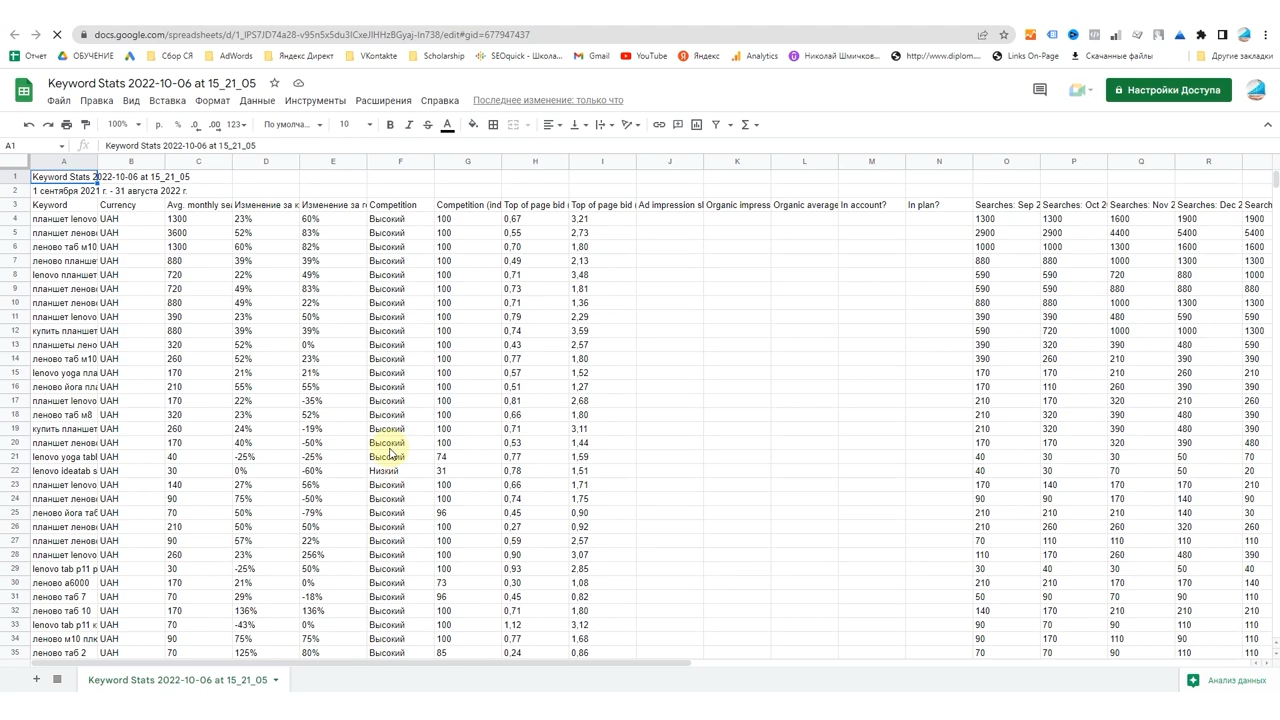 docs.google.com/spreadsheets/d/1_IPS7JD74a28-v95n5x5du3ICxeJIHHzBGyaj-In738/edit#gid=677947437
Отчет ОБУЧЕНИЕ Сбор СЯ AdWords Яндекс Директ VKontakte Scholarship SEOquick - Школа... Gmail YouTube Яндекс Analytics Николай Шмичков... http://www.diplom... Links On-Page Скачанные файлы Другие закладки
Keyword Stats 2022-10-06 at 15_21_05
Файл Правка Вид Вставка Формат Данные Инструменты Расширения Справка Последнее изменение: только что
Настройки Доступа
100% р. % .0 .00 123 По умолча... 10 B I S A Σ
A1 fx Keyword Stats 2022-10-06 at 15_21_05
A B C D E F G H I J K L M N O P Q R
1 Keyword Stats 2022-10-06 at 15_21_05
2 1 сентября 2021 г. - 31 августа 2022 г.
3 Keyword Currency Avg. monthly sea Изменение за к Изменение за го Competition Competition (ind Top of page bid ( Top of page bid ( Ad impression sh Organic impress Organic average In account? In plan? Searches: Sep 2 Searches: Oct 20 Searches: Nov 2 Searches: Dec 2 Search
4 планшет lenovo UAH 1300 23% 60% Высокий 100 0,67 3,21 1300 1300 1600 1900 1900
5 планшет леново UAH 3600 52% 83% Высокий 100 0,55 2,73 2900 2900 4400 5400 5400
6 леново таб м10 UAH 1300 60% 82% Высокий 100 0,70 1,80 1000 1000 1300 1600 1600
7 леново планшет UAH 880 39% 39% Высокий 100 0,49 2,13 880 880 1000 1300 1300
8 lenovo планшет UAH 720 22% 49% Высокий 100 0,71 3,48 590 590 720 880 1000
9 планшет леново UAH 720 49% 83% Высокий 100 0,73 1,81 590 590 880 880 880
10 планшет леново UAH 880 49% 22% Высокий 100 0,71 1,36 880 880 1000 1300 1300
11 планшет lenovo UAH 390 23% 50% Высокий 100 0,79 2,29 390 390 480 590 590
12 купить планшет UAH 880 39% 39% Высокий 100 0,74 3,59 590 720 1000 1000 1300
13 планшеты лено UAH 320 52% 0% Высокий 100 0,43 2,57 390 320 390 480 590
14 леново таб м10 UAH 260 52% 23% Высокий 100 0,77 1,80 390 260 210 390 390
15 lenovo yoga пла UAH 170 21% 21% Высокий 100 0,57 1,52 170 170 210 260 210
16 леново йога пла UAH 210 55% 55% Высокий 100 0,51 1,27 170 110 260 390 390
17 планшет леново UAH 170 22% -35% Высокий 100 0,81 2,68 210 170 210 320 260
18 леново таб м8 UAH 320 23% 52% Высокий 100 0,66 1,80 210 320 390 480 390
19 купить планшет UAH 260 24% -19% Высокий 100 0,71 3,11 210 320 390 390 390
20 планшет леново UAH 170 40% -50% Высокий 100 0,53 1,44 170 170 320 390 480
21 lenovo yoga tabl UAH 40 -25% -25% Высокий 74 0,77 1,59 40 30 30 50 70
22 lenovo ideatab s UAH 30 0% -60% Низкий 31 0,78 1,51 40 30 70 50 20
23 планшет lenovo UAH 140 27% 56% Высокий 100 0,66 1,71 170 140 90 170 210
24 планшет леново UAH 90 75% -50% Высокий 100 0,74 1,75 90 90 170 140 90
25 леново йога таб UAH 70 50% -79% Высокий 96 0,45 0,90 210 210 90 140 30
26 планшет леново UAH 210 50% 50% Высокий 100 0,27 0,92 210 260 260 320 260
27 планшет леново UAH 90 57% 22% Высокий 100 0,59 2,57 70 110 110 110 110
28 планшет lenovo UAH 260 23% 256% Высокий 100 0,90 3,07 110 170 260 480 390
29 lenovo tab p11 p UAH 30 -25% 50% Высокий 100 0,93 2,85 30 40 30 50 40
30 леново а6000 UAH 170 21% 0% Высокий 73 0,30 1,08 210 210 170 170 140
31 леново таб 7 UAH 70 29% -18% Высокий 96 0,45 0,82 50 90 70 90 110
32 леново таб 10 UAH 170 136% 136% Высокий 100 0,71 1,80 140 170 210 210 210
33 lenovo tab p11 к UAH 70 -43% 0% Высокий 100 1,12 3,12 90 70 90 110 90
34 леново м10 плю UAH 90 75% 75% Высокий 100 0,77 1,68 90 170 110 90 110
35 леново таб 2 UAH 70 125% 80% Высокий 85 0,24 0,86 70 70 90 110 110
Keyword Stats 2022-10-06 at 15_21_05 Анализ данных